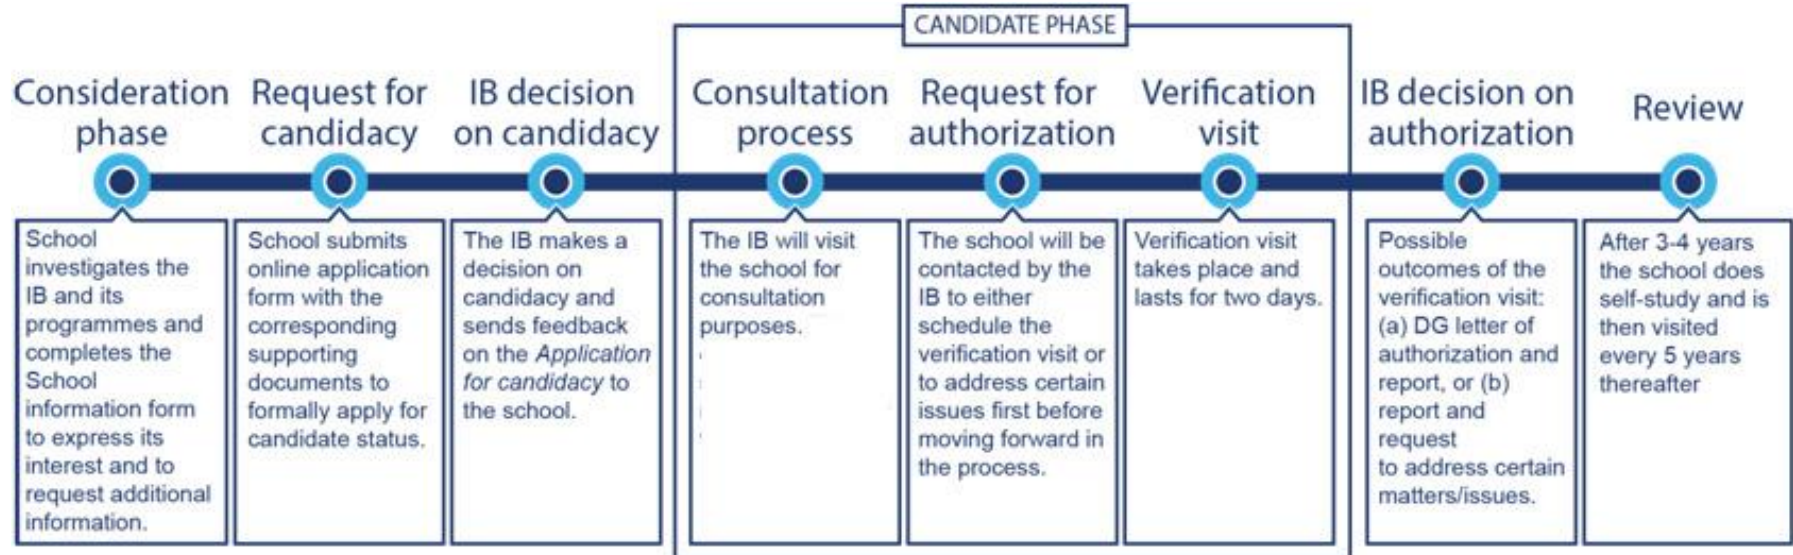 CANDIDATE PHASE
Consideration
phase
Request for
candidacy
IB decision
on candidacy
Consultation
process
Request for
authorization
Verification
visit
IB decision on
authorization
Review
School
investigates the
IB and its
programmes and
completes the
School
information form
to express its
interest and to
request additional
information.
School submits
online application
form with the
corresponding
supporting
documents to
formally apply for
candidate status.
The IB makes a
decision on
candidacy and
sends feedback
on the Application
for candidacy to
the school.
The IB will visit
the school for
consultation
purposes.
The school will be
contacted by the
IB to either
schedule the
verification visit or
to address certain
issues first before
moving forward in
the process.
Verification visit
takes place and
lasts for two days.
Possible
outcomes of the
verification visit:
(a) DG letter of
authorization and
report, or (b)
report and
request
to address certain
matters/issues.
After 3-4 years
the school does
self-study and is
then visited
every 5 years
thereafter